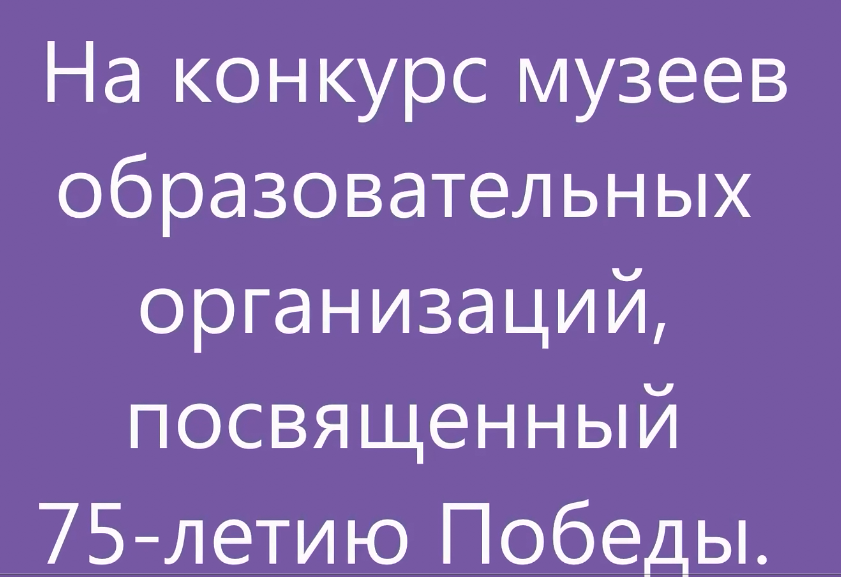 На конкурс музеев
образовательных
организаций,
посвященный
75-летию Победы.